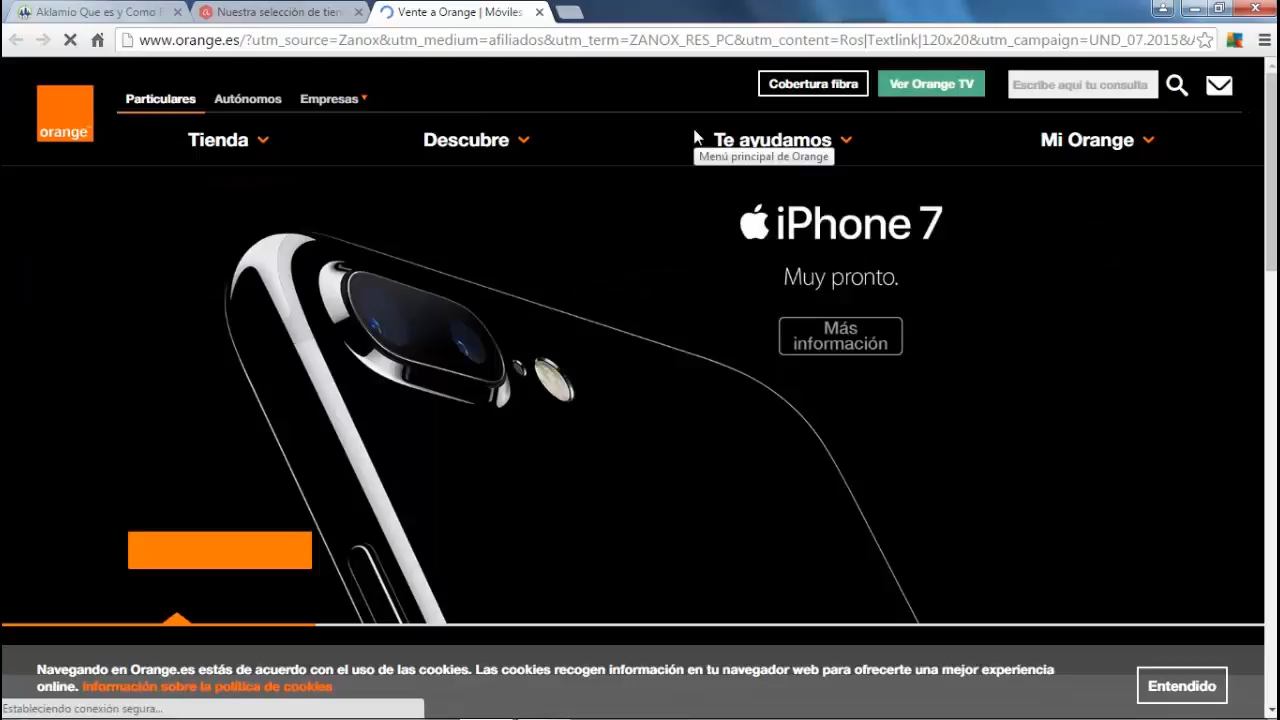 Aklamio Que es y Como F
Nuestra selección de tien
Vente a Orange | Móviles
www.orange.es/?utm_source=Zanox&utm_medium=afiliados&utm_term=ZANOX_RES_PC&utm_content=Ros|Textlink|120x20&utm_campaign=UND_07.2015&
orange
Particulares
Autónomos
Empresas
Cobertura fibra
Ver Orange TV
Escribe aquí tu consulta
Tienda
Descubre
Te ayudamos
Mi Orange
Menú principal de Orange
iPhone 7
Muy pronto.
Más
información
Navegando en Orange.es estás de acuerdo con el uso de las cookies. Las cookies recogen información en tu navegador web para ofrecerte una mejor experiencia
online. Información sobre la política de cookies
Entendido
Estableciendo conexión segura...